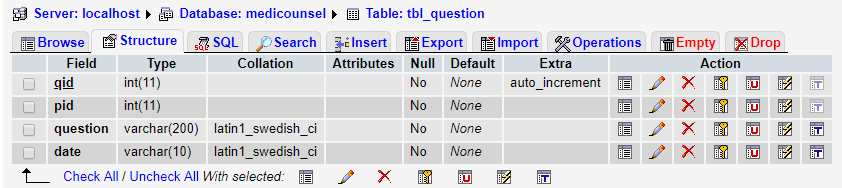 Server: localhost Database: medicounsel Table: tbl_question
Browse Structure SQL Search Insert Export Import Operations Empty Drop
Field Type Collation Attributes Null Default Extra Action
qid int(11) No None auto_increment
pid int(11) No None
question varchar(200) latin1_swedish_ci No None
date varchar(10) latin1_swedish_ci No None
Check All / Uncheck All With selected: